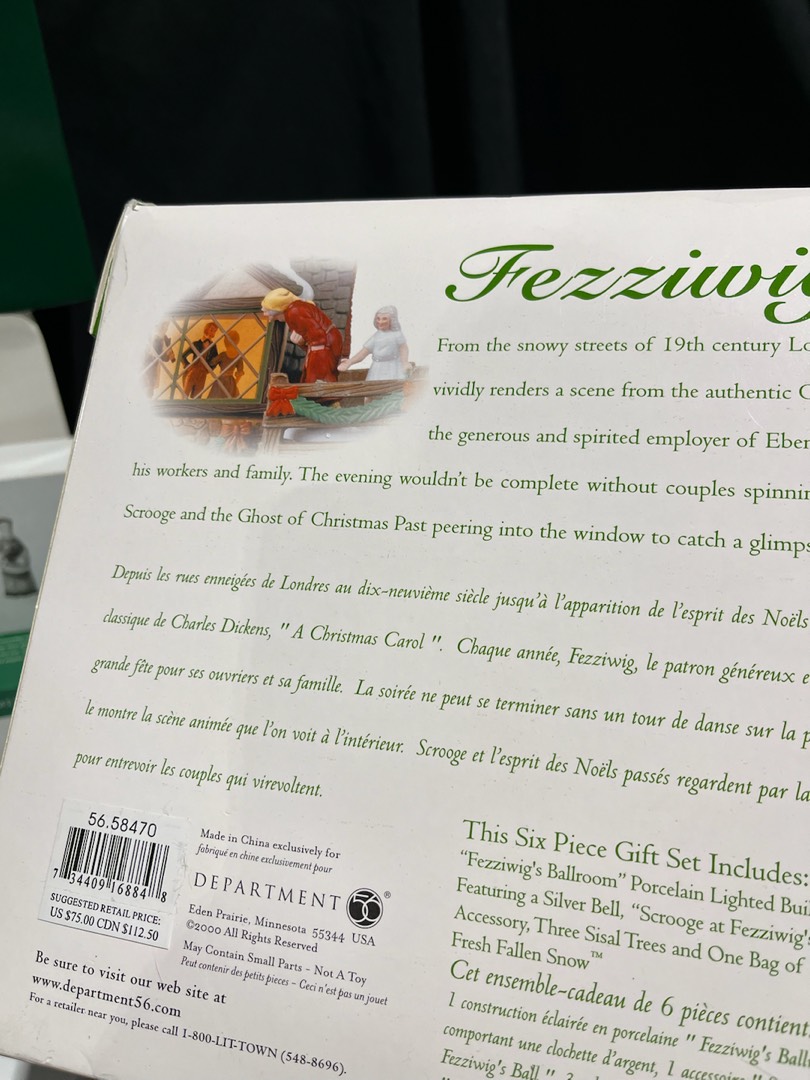 Fezziwig
From the snowy streets of 19th century Lo
vividly renders a scene from the authentic C
the generous and spirited employer of Eber
his workers and family. The evening wouldn't be complete without couples spinnin
Scrooge and the Ghost of Christmas Past peering into the window to catch a glimps
Depuis les rues enneigées de Londres au dix-neuvième siècle jusqu'à l'apparition de l'esprit des Noëls
classique de Charles Dickens, " A Christmas Carol ". Chaque année, Fezziwig, le patron généreux e
grande fête pour ses ouvriers et sa famille. La soirée ne peut se terminer sans un tour de danse sur la p
le montre la scène animée que l'on voit à l'intérieur. Scrooge et l'esprit des Noëls passés regardent par la
pour entrevoir les couples qui virevoltent.
56.58470
7 34409 16884 8
SUGGESTED RETAIL PRICE:
US $75.00 CDN $112.50
Made in China exclusively for
fabriqué en chine exclusivement pour
DEPARTMENT 56 ®
Eden Prairie, Minnesota 55344 USA
©2000 All Rights Reserved
May Contain Small Parts - Not A Toy
Peut contenir des petits pieces - Ceci n'est pas un jouet
Be sure to visit our web site at
www.department56.com
For a retailer near you, please call 1-800-LIT-TOWN (548-8696).
This Six Piece Gift Set Includes:
"Fezziwig's Ballroom" Porcelain Lighted Buil
Featuring a Silver Bell, "Scrooge at Fezziwig's
Accessory, Three Sisal Trees and One Bag of
Fresh Fallen Snow™
Cet ensemble-cadeau de 6 pièces contient:
1 construction éclairée en porcelaine " Fezziwig's Ball
comportant une clochette d'argent, 1 accessoire "
Fezziwig's Ball "